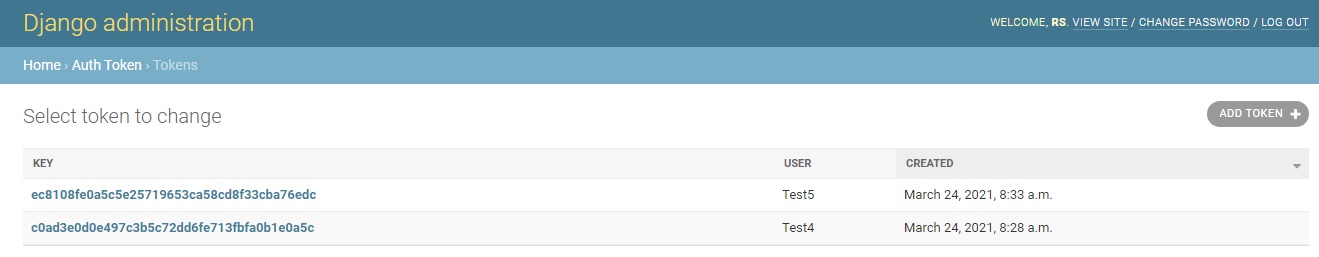 Django administration
WELCOME, RS. VIEW SITE / CHANGE PASSWORD / LOG OUT
Home › Auth Token › Tokens
Select token to change
ADD TOKEN +
KEY USER CREATED
ec8108fe0a5c5e25719653ca58cd8f33cba76edc Test5 March 24, 2021, 8:33 a.m.
c0ad3e0d0e497c3b5c72dd6fe713fbfa0b1e0a5c Test4 March 24, 2021, 8:28 a.m.